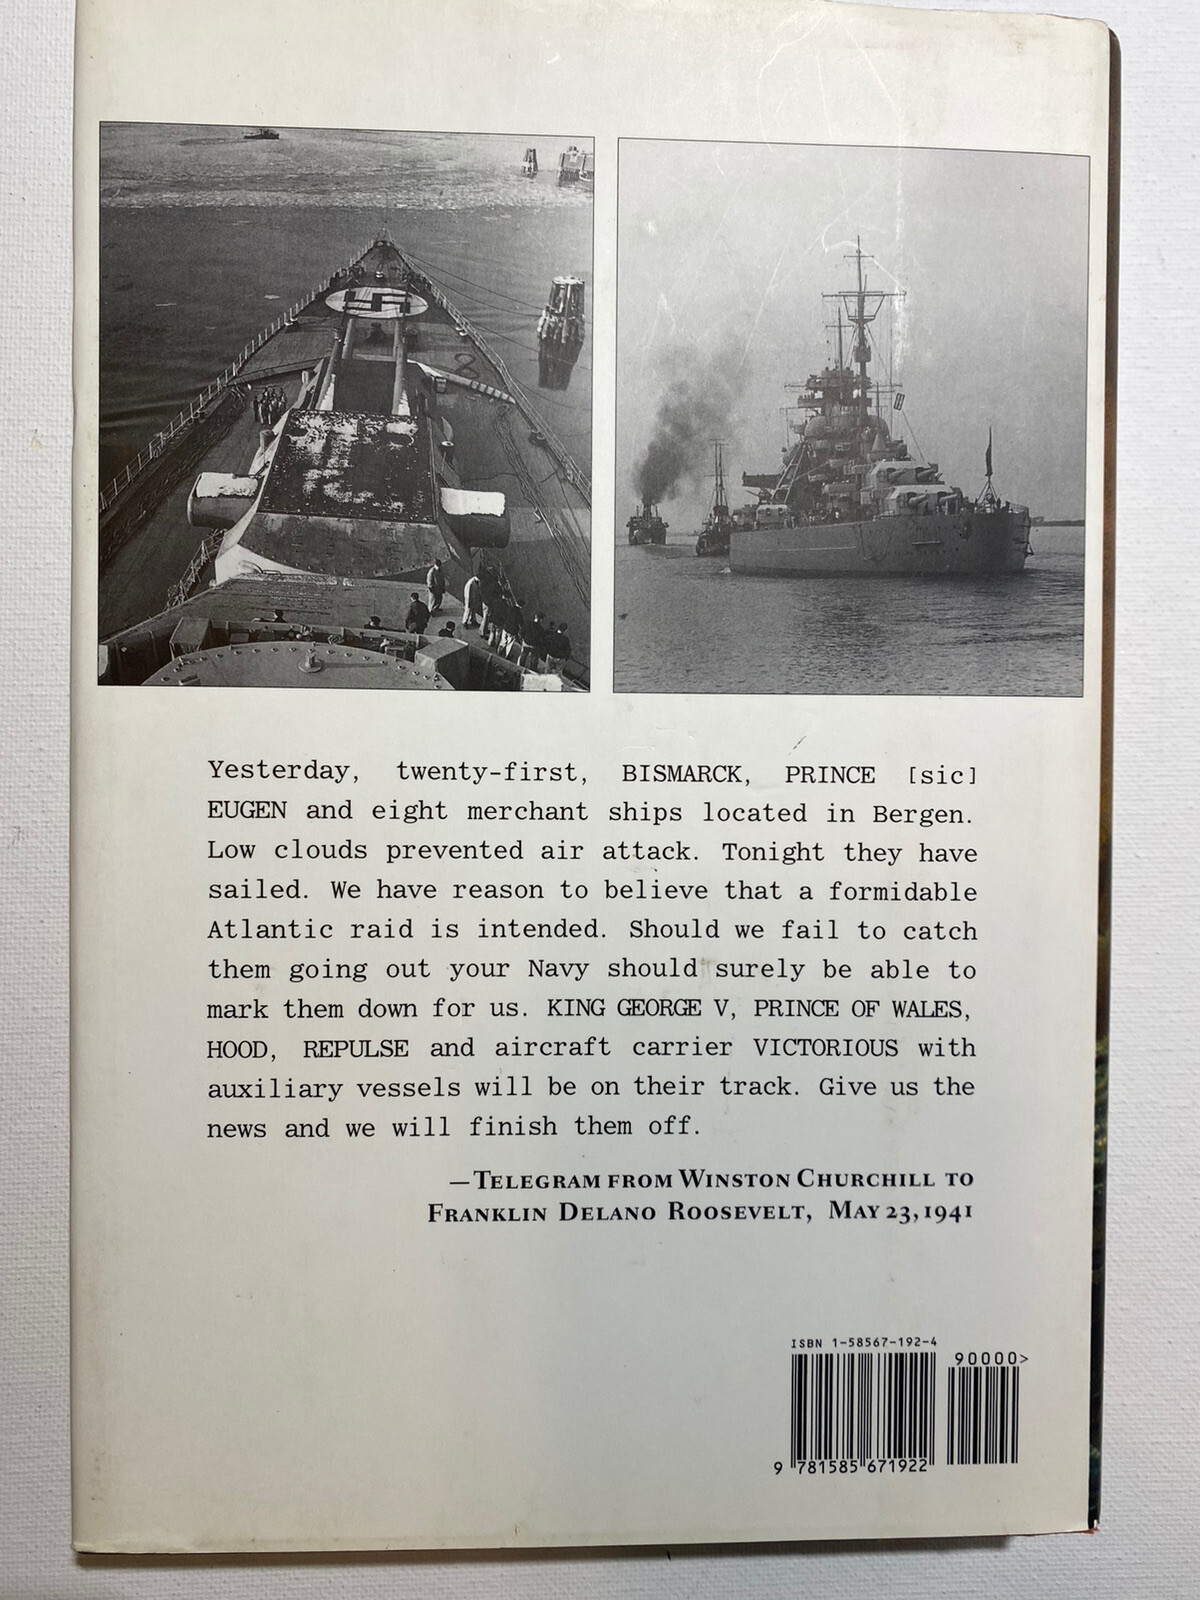 Yesterday, twenty-first, BISMARCK, PRINCE [sic]
EUGEN and eight merchant ships located in Bergen.
Low clouds prevented air attack. Tonight they have
sailed. We have reason to believe that a formidable
Atlantic raid is intended. Should we fail to catch
them going out your Navy should surely be able to
mark them down for us. KING GEORGE V, PRINCE OF WALES,
HOOD, REPULSE and aircraft carrier VICTORIOUS with
auxiliary vessels will be on their track. Give us the
news and we will finish them off.
—TELEGRAM FROM WINSTON CHURCHILL TO
FRANKLIN DELANO ROOSEVELT, MAY 23, 1941
ISBN 1-58567-192-4
90000>
9 781585 671922